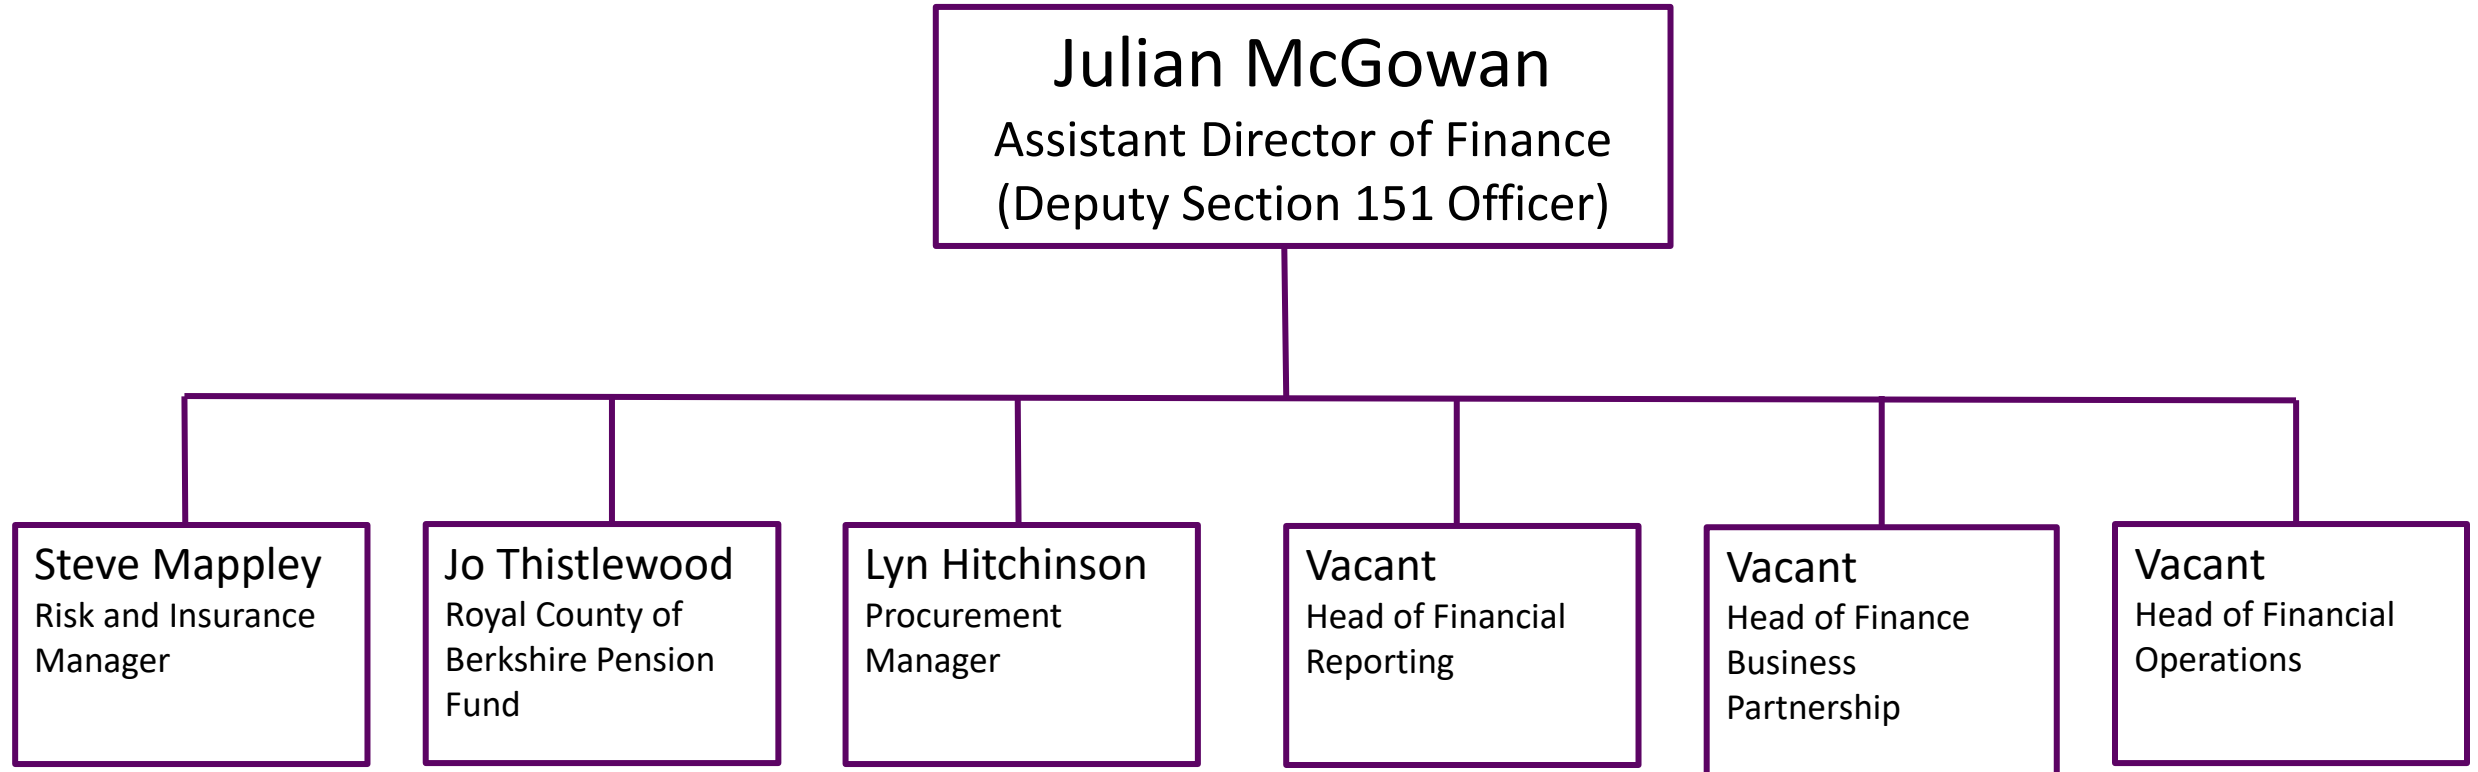 Julian McGowan
Assistant Director of Finance
(Deputy Section 151 Officer)
Steve Mappley
Risk and Insurance
Manager
Jo Thistlewood
Royal County of
Berkshire Pension
Fund
Lyn Hitchinson
Procurement
Manager
Vacant
Head of Financial
Reporting
Vacant
Head of Finance
Business
Partnership
Vacant
Head of Financial
Operations